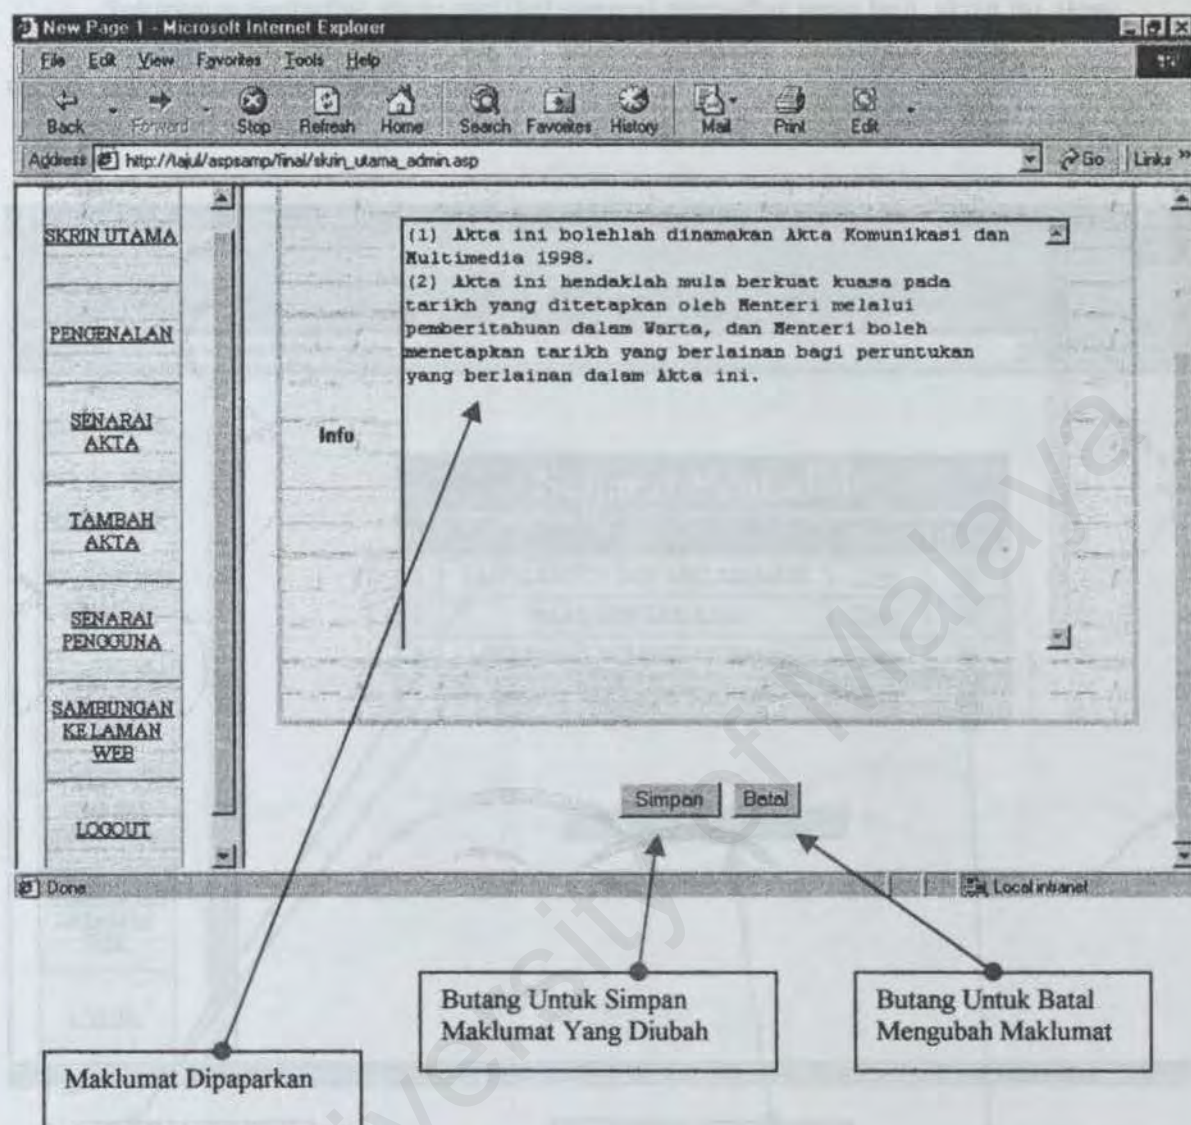 New Page 1 - Microsoft Internet Explorer
File Edit View Favorites Tools Help
Back Forward Stop Refresh Home Search Favorites History Mail Print Edit
Address http://tajul/aspsamp/final/skrin_utama_admin.asp Go Links »
SKRIN UTAMA
PENGENALAN
SENARAI
AKTA
TAMBAH
AKTA
SENARAI
PENGGUNA
SAMBUNGAN
KE LAMAN
WEB
LOGOUT
Info
(1) Akta ini bolehlah dinamakan Akta Komunikasi dan
Multimedia 1998.
(2) Akta ini hendaklah mula berkuat kuasa pada
tarikh yang ditetapkan oleh Menteri melalui
pemberitahuan dalam Warta, dan Menteri boleh
menetapkan tarikh yang berlainan bagi peruntukan
yang berlainan dalam Akta ini.
Simpan Batal
Done Local intranet
Butang Untuk Simpan
Maklumat Yang Diubah
Butang Untuk Batal
Mengubah Maklumat
Maklumat Dipaparkan
University of Malaya